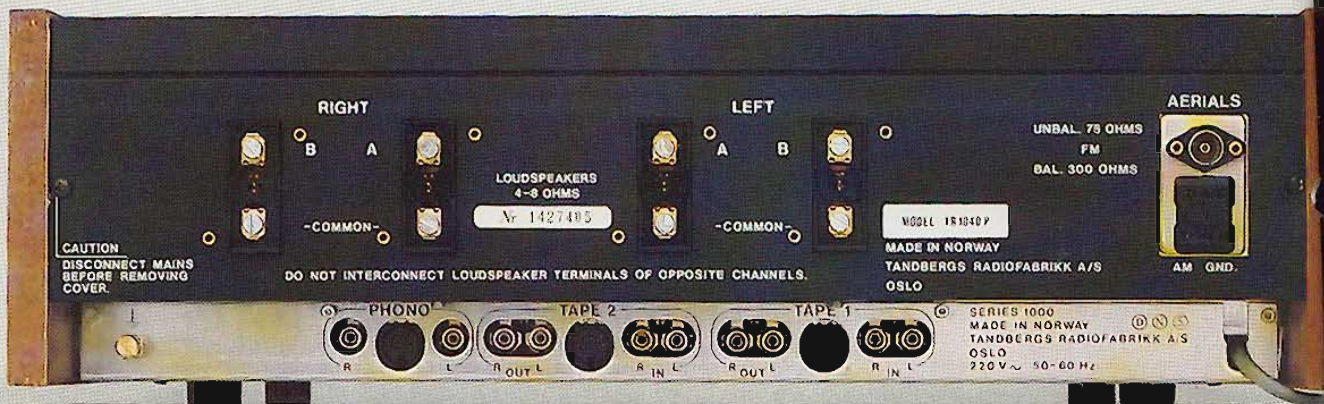 RIGHT
LEFT
AERIALS
B A
A B
UNBAL. 75 OHMS
FM
BAL. 300 OHMS
LOUDSPEAKERS
4-8 OHMS
Nr 1427405
-COMMON-
-COMMON-
MODEL TR1040P
MADE IN NORWAY
TANDBERGS RADIOFABRIKK A/S
OSLO
AM GND.
CAUTION
DISCONNECT MAINS
BEFORE REMOVING
COVER.
DO NOT INTERCONNECT LOUDSPEAKER TERMINALS OF OPPOSITE CHANNELS.
PHONO
TAPE 2
TAPE 1
R L
R OUT L
R IN L
R OUT L
R IN L
SERIES 1000
MADE IN NORWAY
D N S
TANDBERGS RADIOFABRIKK A/S
OSLO
220 V~ 50-60 Hz